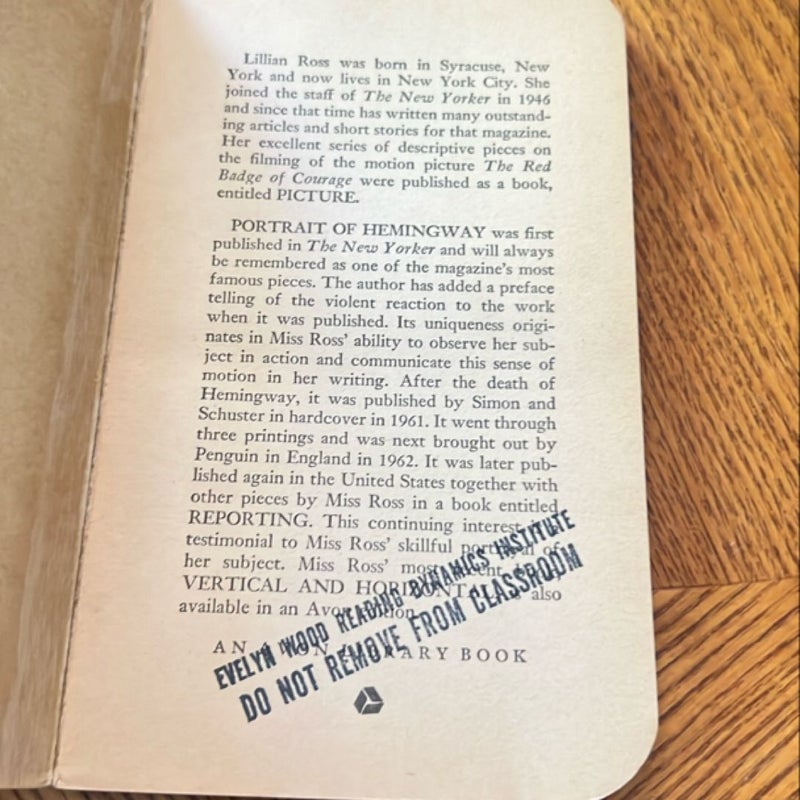 Lillian Ross was born in Syracuse, New
York and now lives in New York City. She
joined the staff of The New Yorker in 1946
and since that time has written many outstand-
ing articles and short stories for that magazine.
Her excellent series of descriptive pieces on
the filming of the motion picture The Red
Badge of Courage were published as a book,
entitled PICTURE.
PORTRAIT OF HEMINGWAY was first
published in The New Yorker and will always
be remembered as one of the magazine's most
famous pieces. The author has added a preface
telling of the violent reaction to the work
when it was published. Its uniqueness origi-
nates in Miss Ross' ability to observe her sub-
ject in action and communicate this sense of
motion in her writing. After the death of
Hemingway, it was published by Simon and
Schuster in hardcover in 1961. It went through
three printings and was next brought out by
Penguin in England in 1962. It was later pub-
lished again in the United States together with
other pieces by Miss Ross in a book entitled
REPORTING. This continuing interest
testimonial to Miss Ross' skillful portrayal of
her subject. Miss Ross' most recent
VERTICAL AND HORIZONTAL also
available in an Avon edition
AN AVON LIBRARY BOOK
EVELYN WOOD READING DYNAMICS INSTITUTE
DO NOT REMOVE FROM CLASSROOM